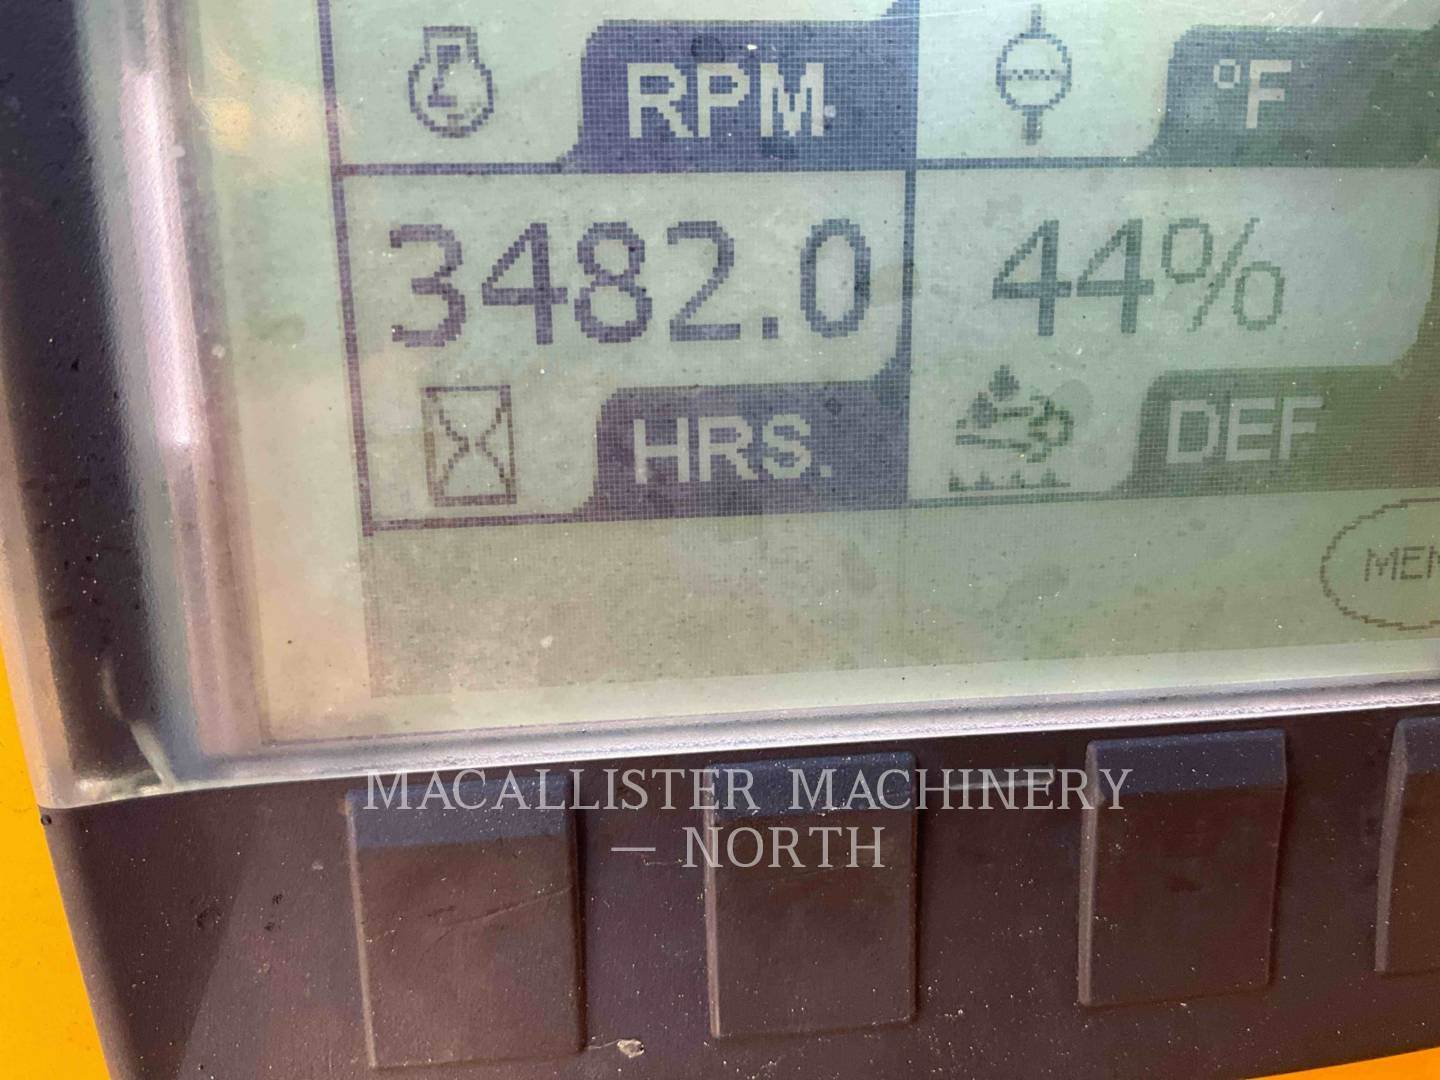 RPM °F
3482.0 44%
HRS. DEF
MACALLISTER MACHINERY
— NORTH